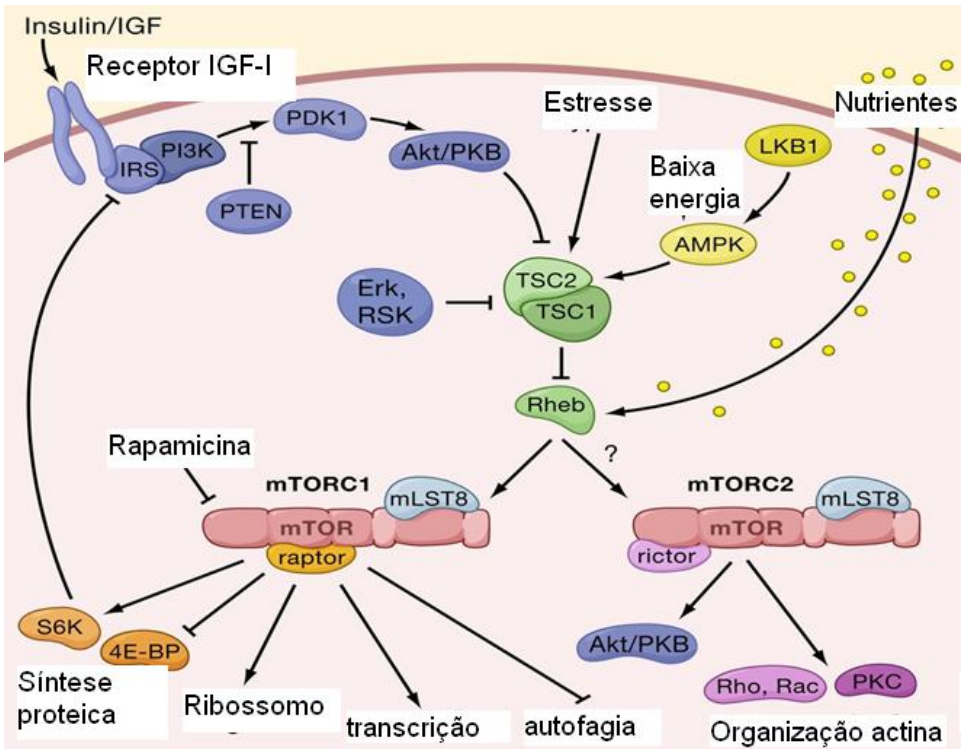 Insulin/IGF
Receptor IGF-I
Estresse
Nutrientes
PDK1
LKB1
PI3K
Akt/PKB
IRS
Baixa
energia
PTEN
AMPK
TSC2
Erk,
RSK
TSC1
Rheb
?
Rapamicina
mTORC1
mLST8
mTOR
raptor
mTORC2
mLST8
mTOR
rictor
S6K
4E-BP
Síntese
proteica
Ribossomo
transcrição
autofagia
Akt/PKB
Rho, Rac
PKC
Organização actina